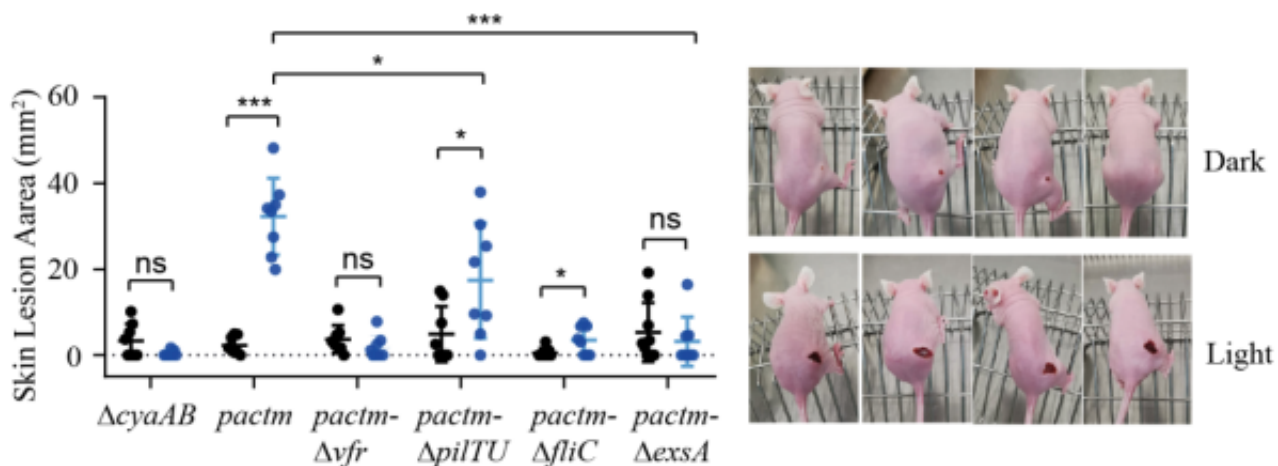 ***
*
60
***
*
Skin Lesion Aarea (mm²)
40
ns
ns
ns
20
*
0
ΔcyaAB
pactm
pactm-
Δvfr
pactm-
ΔpilTU
pactm-
ΔfliC
pactm-
ΔexsA
Dark
Light